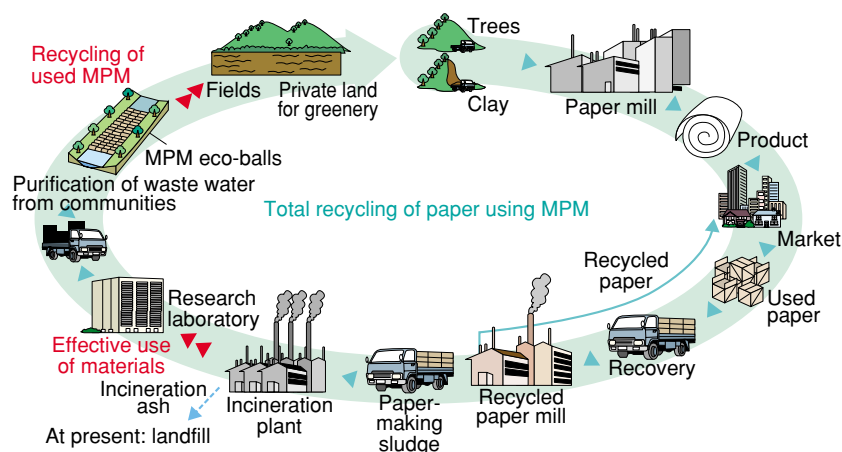 Recycling of
used MPM
Fields
Private land
for greenery
Trees
Clay
Paper mill
Product
Market
Used
paper
Recycled
paper
Recovery
Recycled
paper mill
Paper-
making
sludge
Incineration
plant
Incineration
ash
At present: landfill
Effective use
of materials
Research
laboratory
Purification of waste water
from communities
MPM eco-balls
Total recycling of paper using MPM